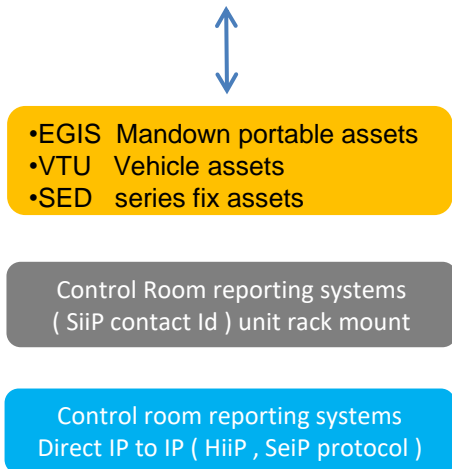 •EGIS Mandown portable assets
•VTU Vehicle assets
•SED series fix assets
Control Room reporting systems
( SiiP contact Id ) unit rack mount
Control room reporting systems
Direct IP to IP ( HiiP , SeiP protocol )